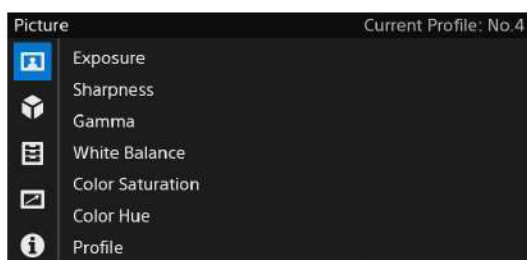 Picture Current Profile: No.4
Exposure
Sharpness
Gamma
White Balance
Color Saturation
Color Hue
Profile